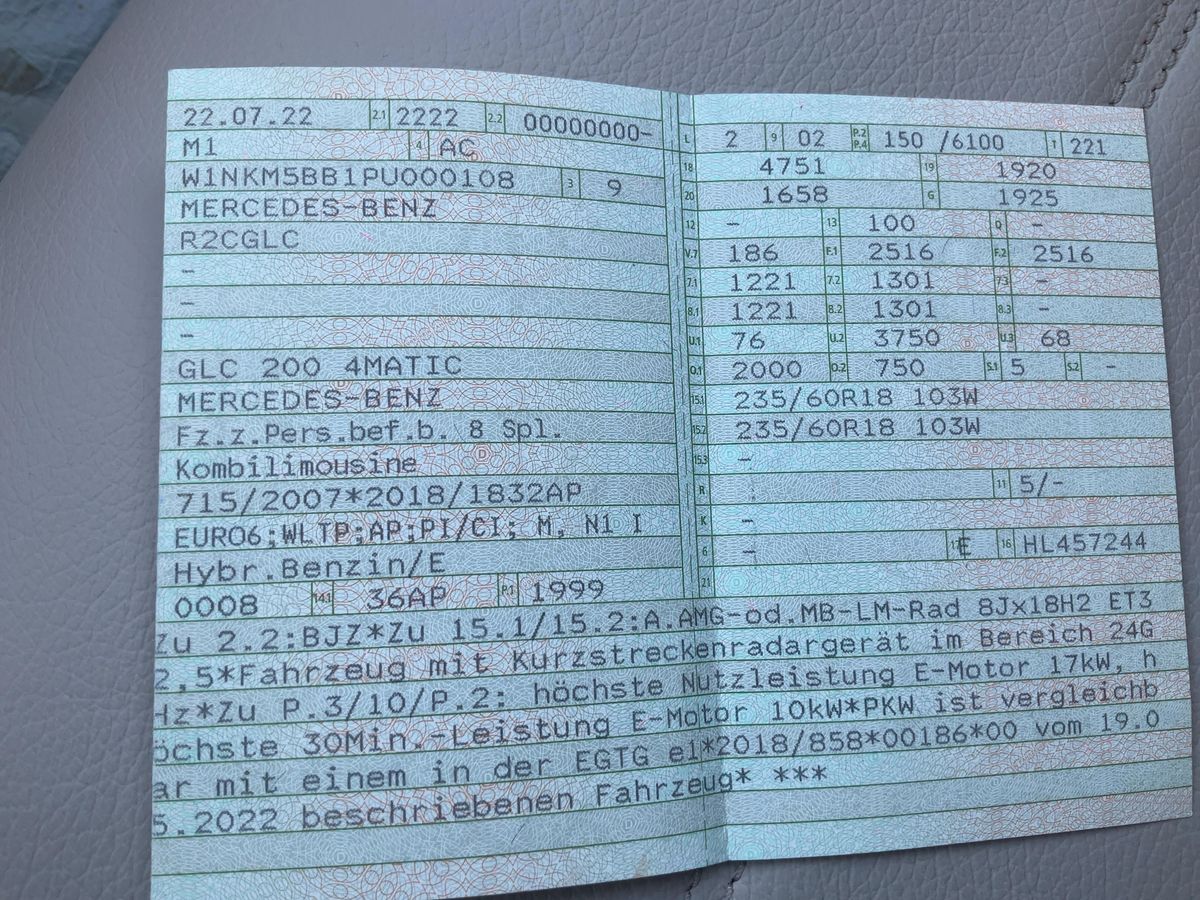 22.07.22 2.1 2222 2.2 00000000-
M1 4 AC
W1NKM5BB1PU000108 3 9
MERCEDES-BENZ
R2CGLC
-
-
-
GLC 200 4MATIC
MERCEDES-BENZ
Fz.z.Pers.bef.b. 8 Spl.
Kombilimousine
715/2007*2018/1832AP
EURO6;WLTP;AP;PI/CI; M, N1 I
Hybr.Benzin/E
0008 14.1 36AP P.1 1999
L 2 9 02 P.2 P.4 150 /6100 T 221
18 4751 19 1920
20 1658 G 1925
12 - 13 100 Q -
V.7 186 F.1 2516 F.2 2516
7.1 1221 7.2 1301 7.3 -
8.1 1221 8.2 1301 8.3 -
U.1 76 U.2 3750 U.3 68
O.1 2000 O.2 750 S.1 5 S.2 -
15.1 235/60R18 103W
15.2 235/60R18 103W
15.3 -
R 11 5/-
K -
6 - 17 E 16 HL457244
21
Zu 2.2:BJZ*Zu 15.1/15.2:A.AMG-od.MB-LM-Rad 8Jx18H2 ET3
2,5*Fahrzeug mit Kurzstreckenradargerät im Bereich 24G
Hz*Zu P.3/10/P.2: höchste Nutzleistung E-Motor 17kW, h
öchste 30Min.-Leistung E-Motor 10kW*PKW ist vergleichb
ar mit einem in der EGTG e1*2018/858*00186*00 vom 19.0
5.2022 beschriebenen Fahrzeug* ***